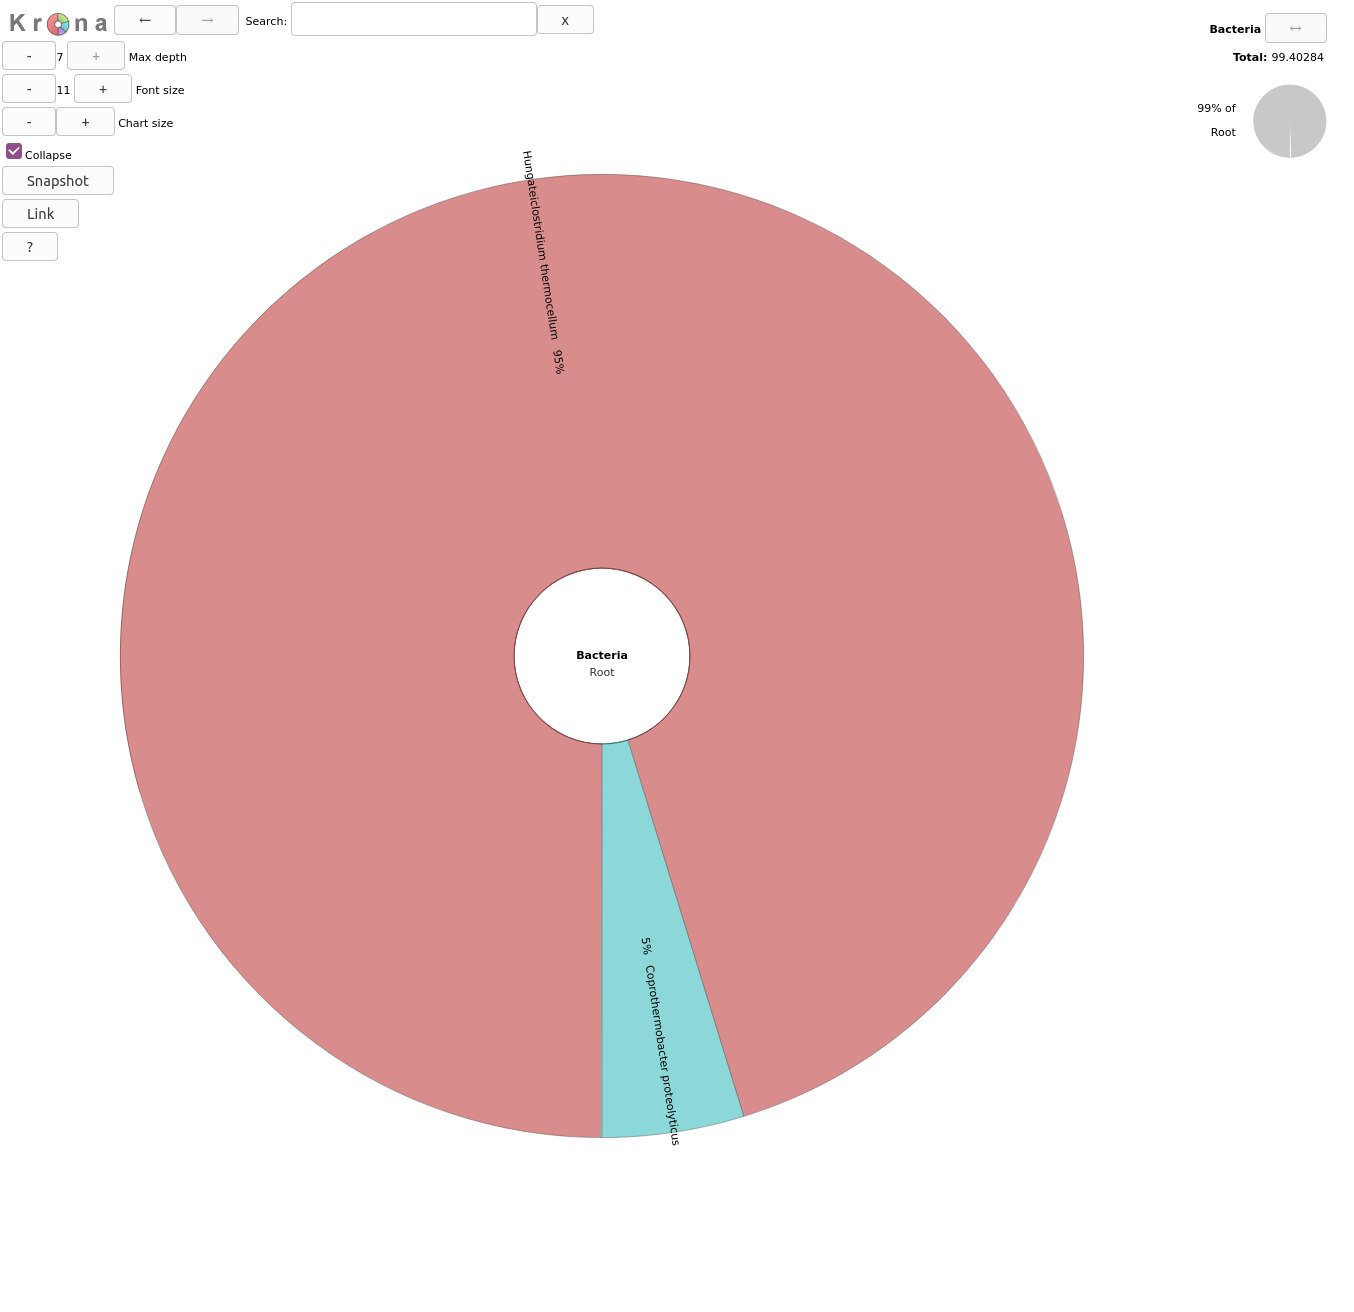 Krona ← → Search: x
- 7 + Max depth
- 11 + Font size
- + Chart size
Collapse
Snapshot
Link
?
Bacteria ↔
Total: 99.40284
99% of
Root
Hungateiclostridium thermocellum 95%
Bacteria
Root
5% Coprothermobacter proteolyticus